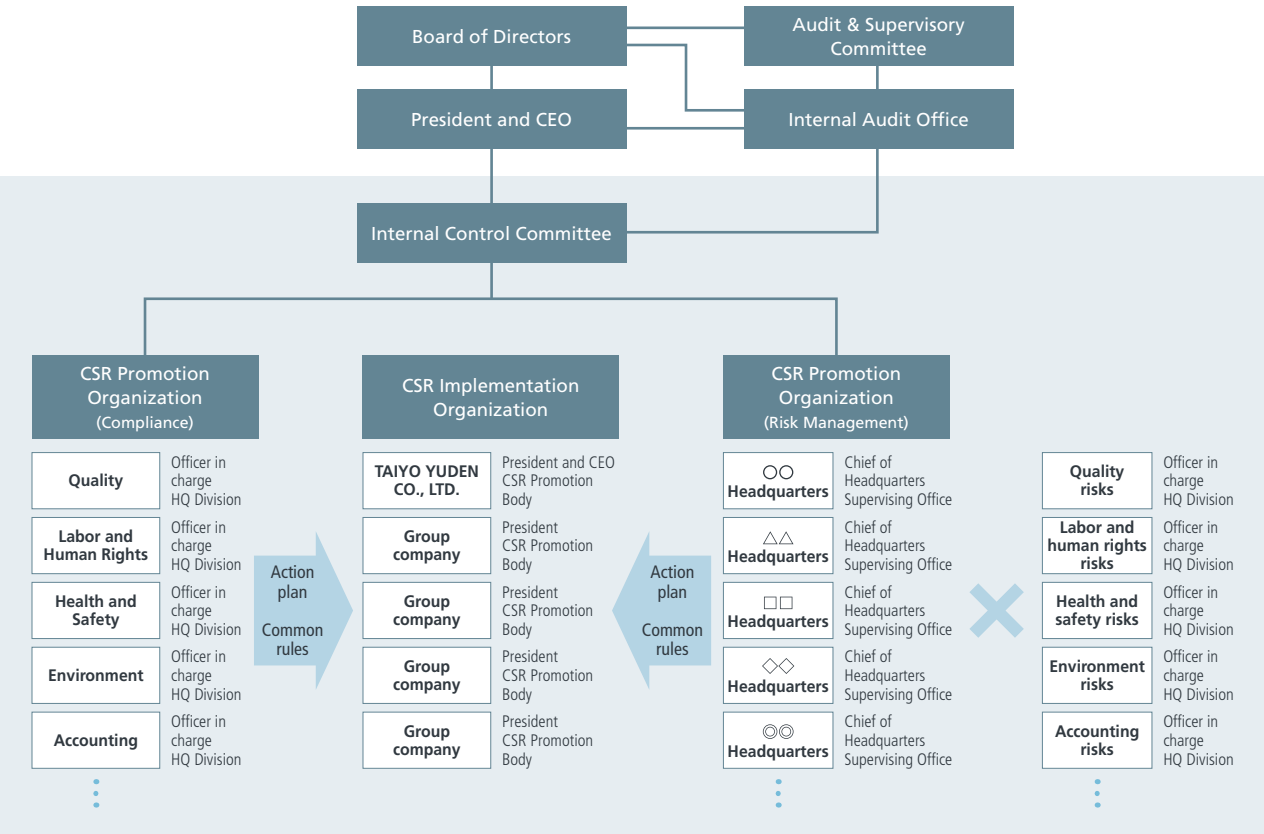 Board of Directors
Audit & Supervisory
Committee
President and CEO
Internal Audit Office
Internal Control Committee
CSR Promotion
Organization
(Compliance)
Quality
Officer in
charge
HQ Division
Labor and
Human Rights
Officer in
charge
HQ Division
Health and
Safety
Officer in
charge
HQ Division
Environment
Officer in
charge
HQ Division
Accounting
Officer in
charge
HQ Division
Action
plan
Common
rules
CSR Implementation
Organization
TAIYO YUDEN
CO., LTD.
President and CEO
CSR Promotion
Body
Group
company
President
CSR Promotion
Body
Group
company
President
CSR Promotion
Body
Group
company
President
CSR Promotion
Body
Group
company
President
CSR Promotion
Body
Action
plan
Common
rules
CSR Promotion
Organization
(Risk Management)
○○
Headquarters
Chief of
Headquarters
Supervising Office
△△
Headquarters
Chief of
Headquarters
Supervising Office
□□
Headquarters
Chief of
Headquarters
Supervising Office
◇◇
Headquarters
Chief of
Headquarters
Supervising Office
◎◎
Headquarters
Chief of
Headquarters
Supervising Office
Quality
risks
Officer in
charge
HQ Division
Labor and
human rights
risks
Officer in
charge
HQ Division
Health and
safety risks
Officer in
charge
HQ Division
Environment
risks
Officer in
charge
HQ Division
Accounting
risks
Officer in
charge
HQ Division